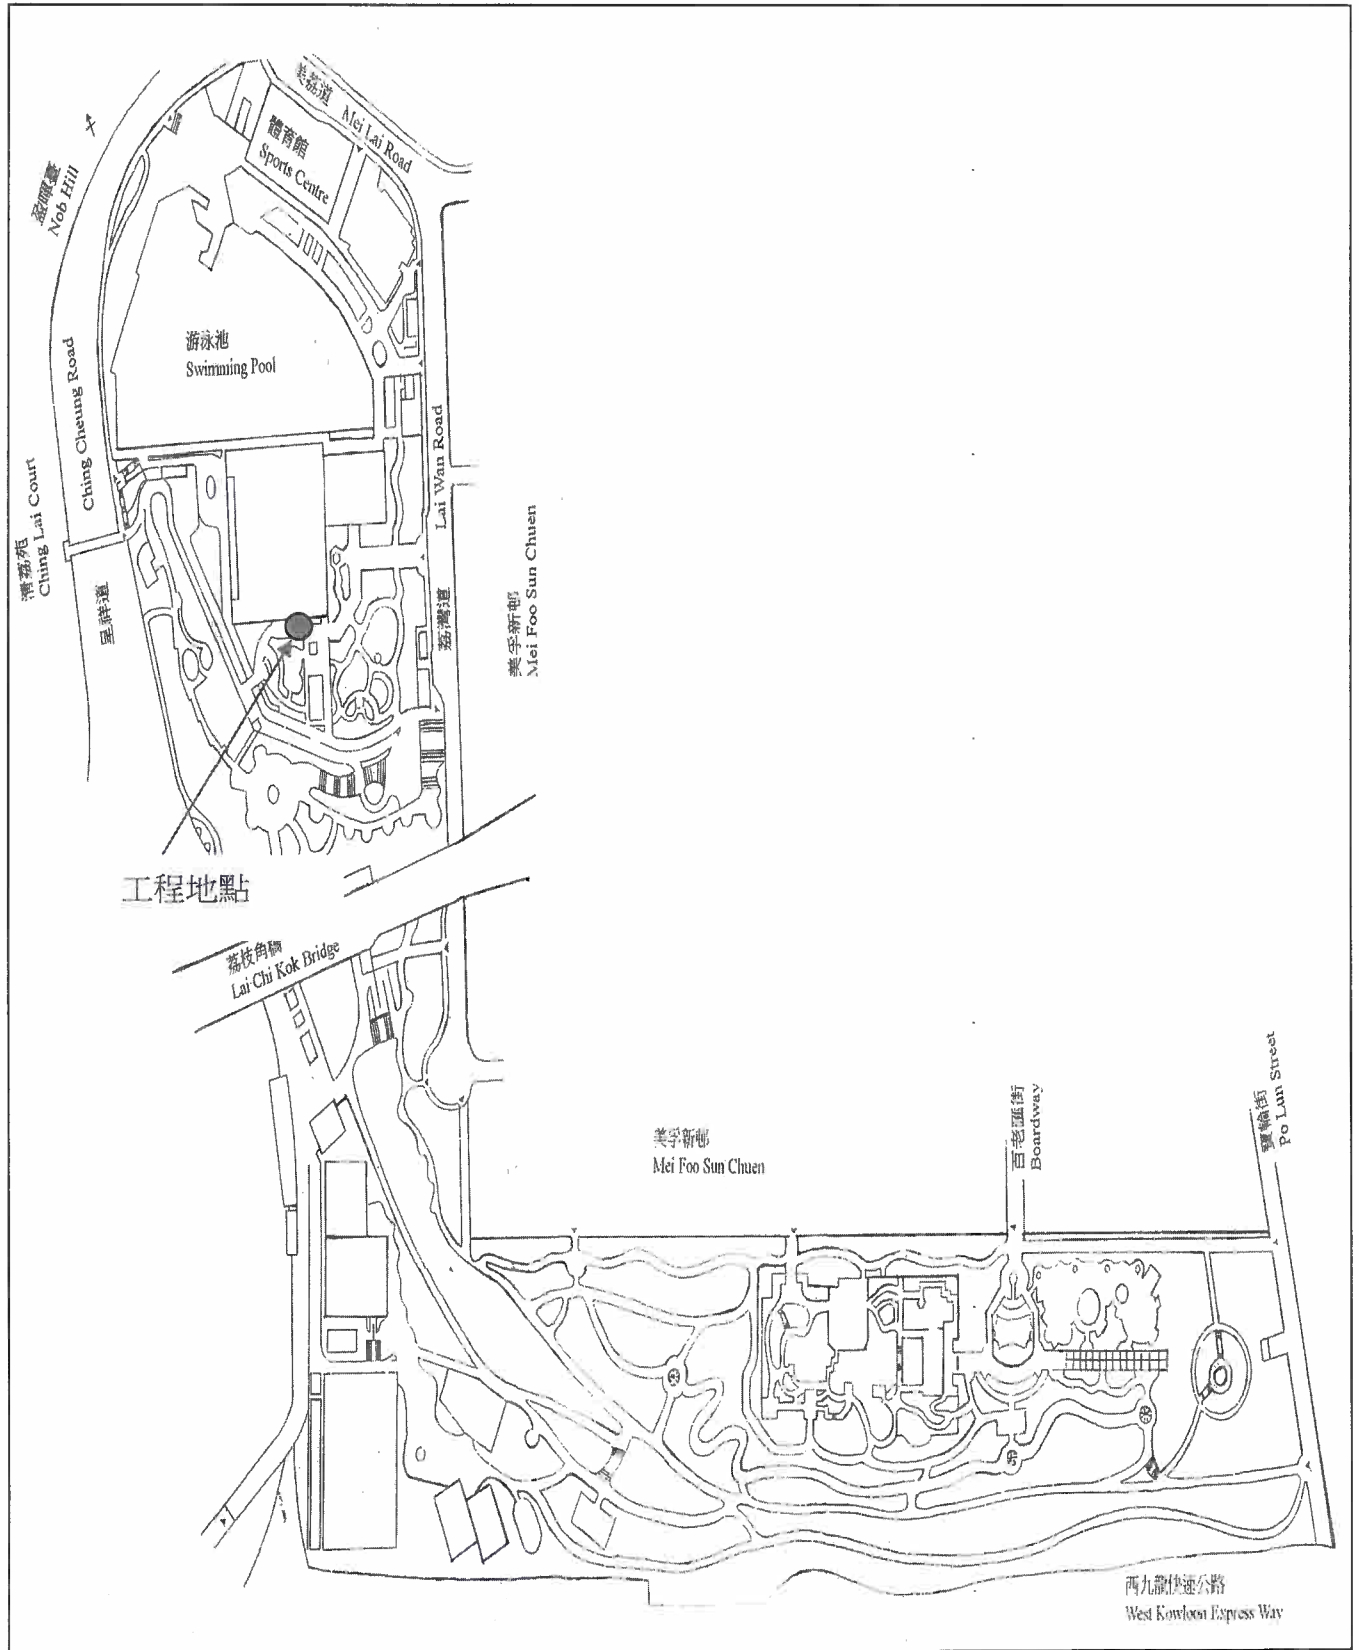 美荔道 Mei Lai Road
體育館
Sports Centre
盈暉臺
Nob Hill
游泳池
Swimming Pool
Ching Cheung Road
呈祥道
清荔苑
Ching Lai Court
Lai Wan Road
荔灣道
美孚新邨
Mei Foo Sun Chuen
工程地點
荔枝角橋
Lai Chi Kok Bridge
美孚新邨
Mei Foo Sun Chuen
百老匯街
Boardway
寶輪街
Po Lun Street
西九龍快速公路
West Kowloon Express Way